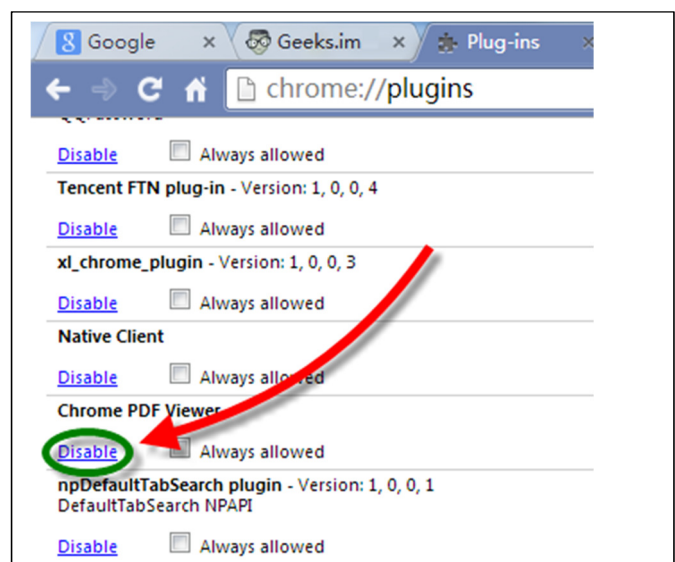 Google
Geeks.im
Plug-ins
chrome://plugins
Disable Always allowed
Tencent FTN plug-in - Version: 1, 0, 0, 4
Disable Always allowed
xl_chrome_plugin - Version: 1, 0, 0, 3
Disable Always allowed
Native Client
Disable Always allowed
Chrome PDF Viewer
Disable Always allowed
npDefaultTabSearch plugin - Version: 1, 0, 0, 1
DefaultTabSearch NPAPI
Disable Always allowed